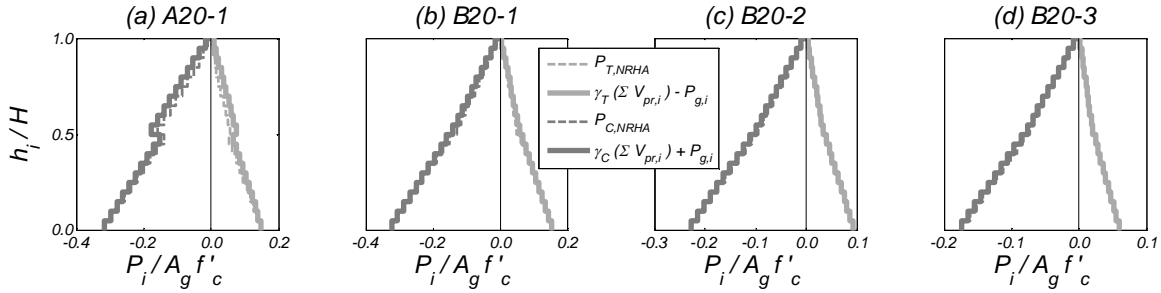 (a) A20-1
(b) B20-1
(c) B20-2
(d) B20-3
h_i / H
1.0
0.5
0.0
-0.4 -0.2 0.0 0.2
-0.4 -0.2 0.0 0.2
-0.3 -0.2 -0.1 0.0 0.1
-0.2 -0.1 0.0 0.1
P_T,NRHA
γ_T (Σ V_pr,i ) - P_g,i
P_C,NRHA
γ_C (Σ V_pr,i ) + P_g,i
P_i / A_g f'_c
P_i / A_g f'_c
P_i / A_g f'_c
P_i / A_g f'_c